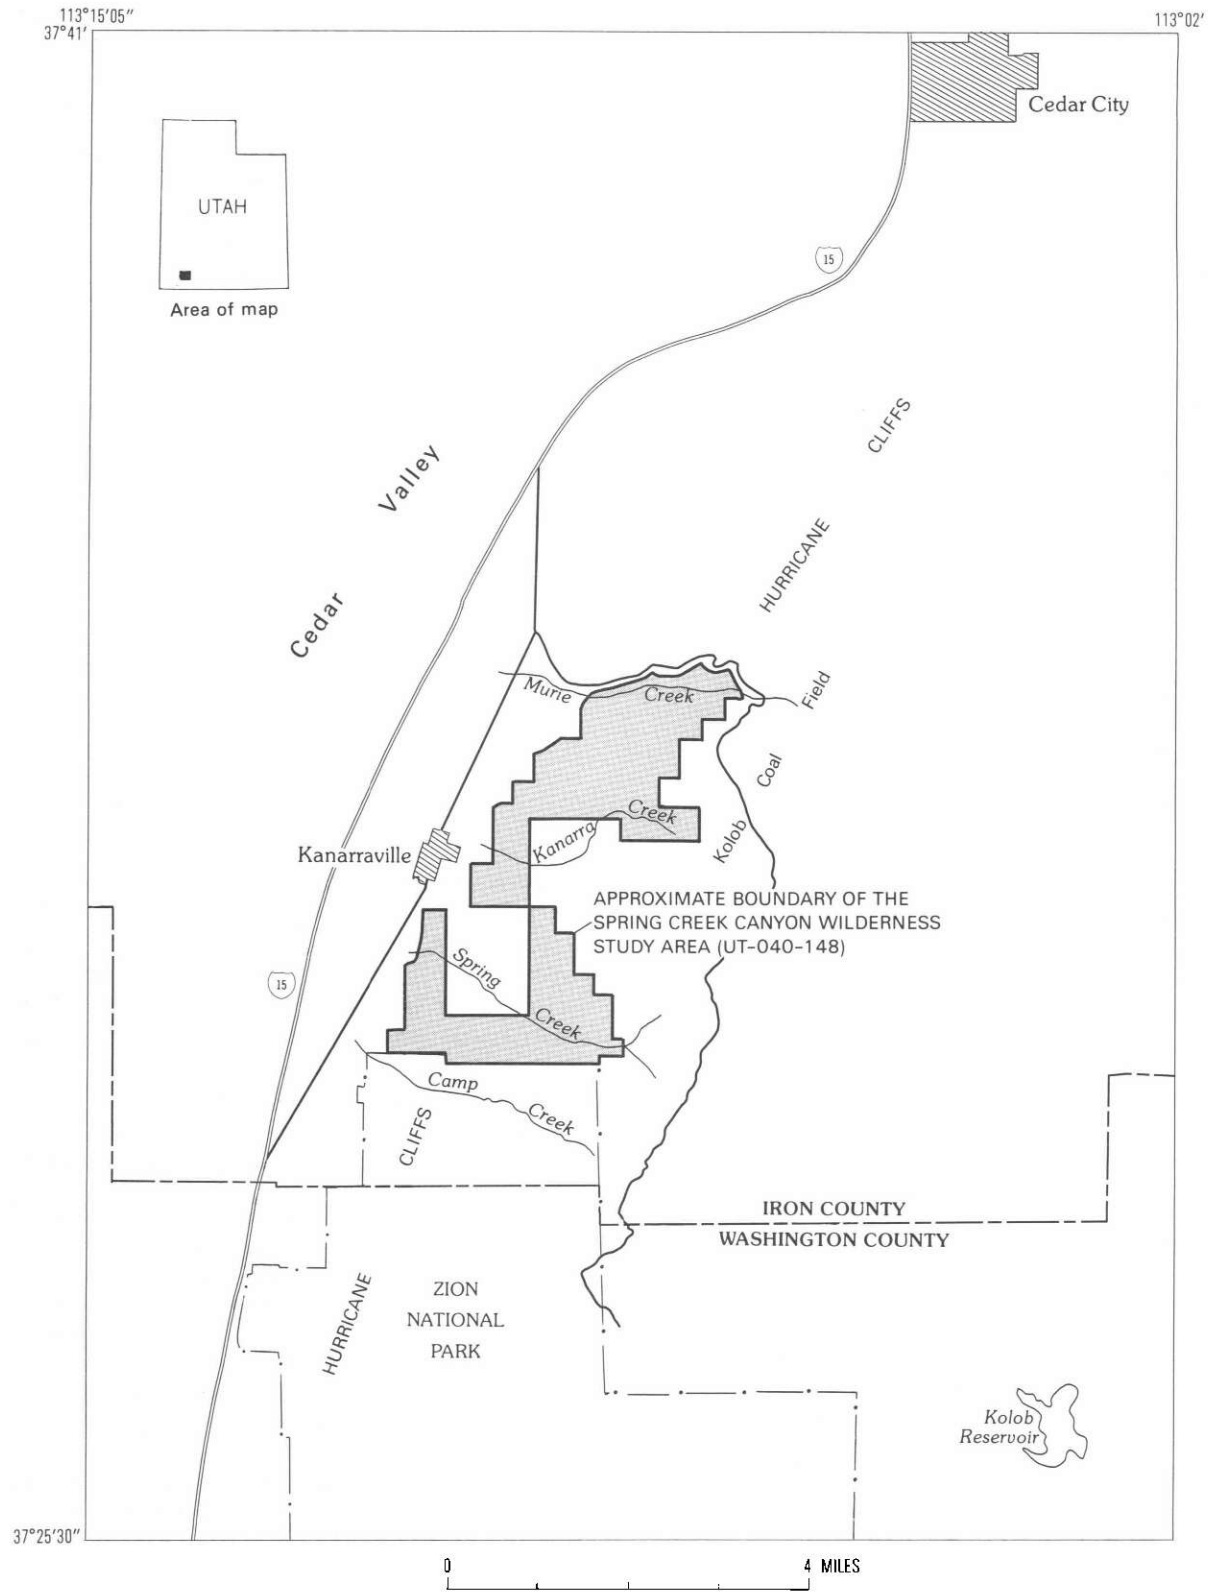 113°15′05″
113°02′
37°41′
Cedar City
UTAH
Area of map
15
CLIFFS
HURRICANE
Cedar Valley
Murie Creek
Kolob Coal Field
Kanarra Creek
Kanarraville
APPROXIMATE BOUNDARY OF THE
SPRING CREEK CANYON WILDERNESS
STUDY AREA (UT-040-148)
Spring Creek
15
Camp Creek
CLIFFS
HURRICANE
IRON COUNTY
WASHINGTON COUNTY
ZION
NATIONAL
PARK
Kolob
Reservoir
37°25′30″
0
4 MILES